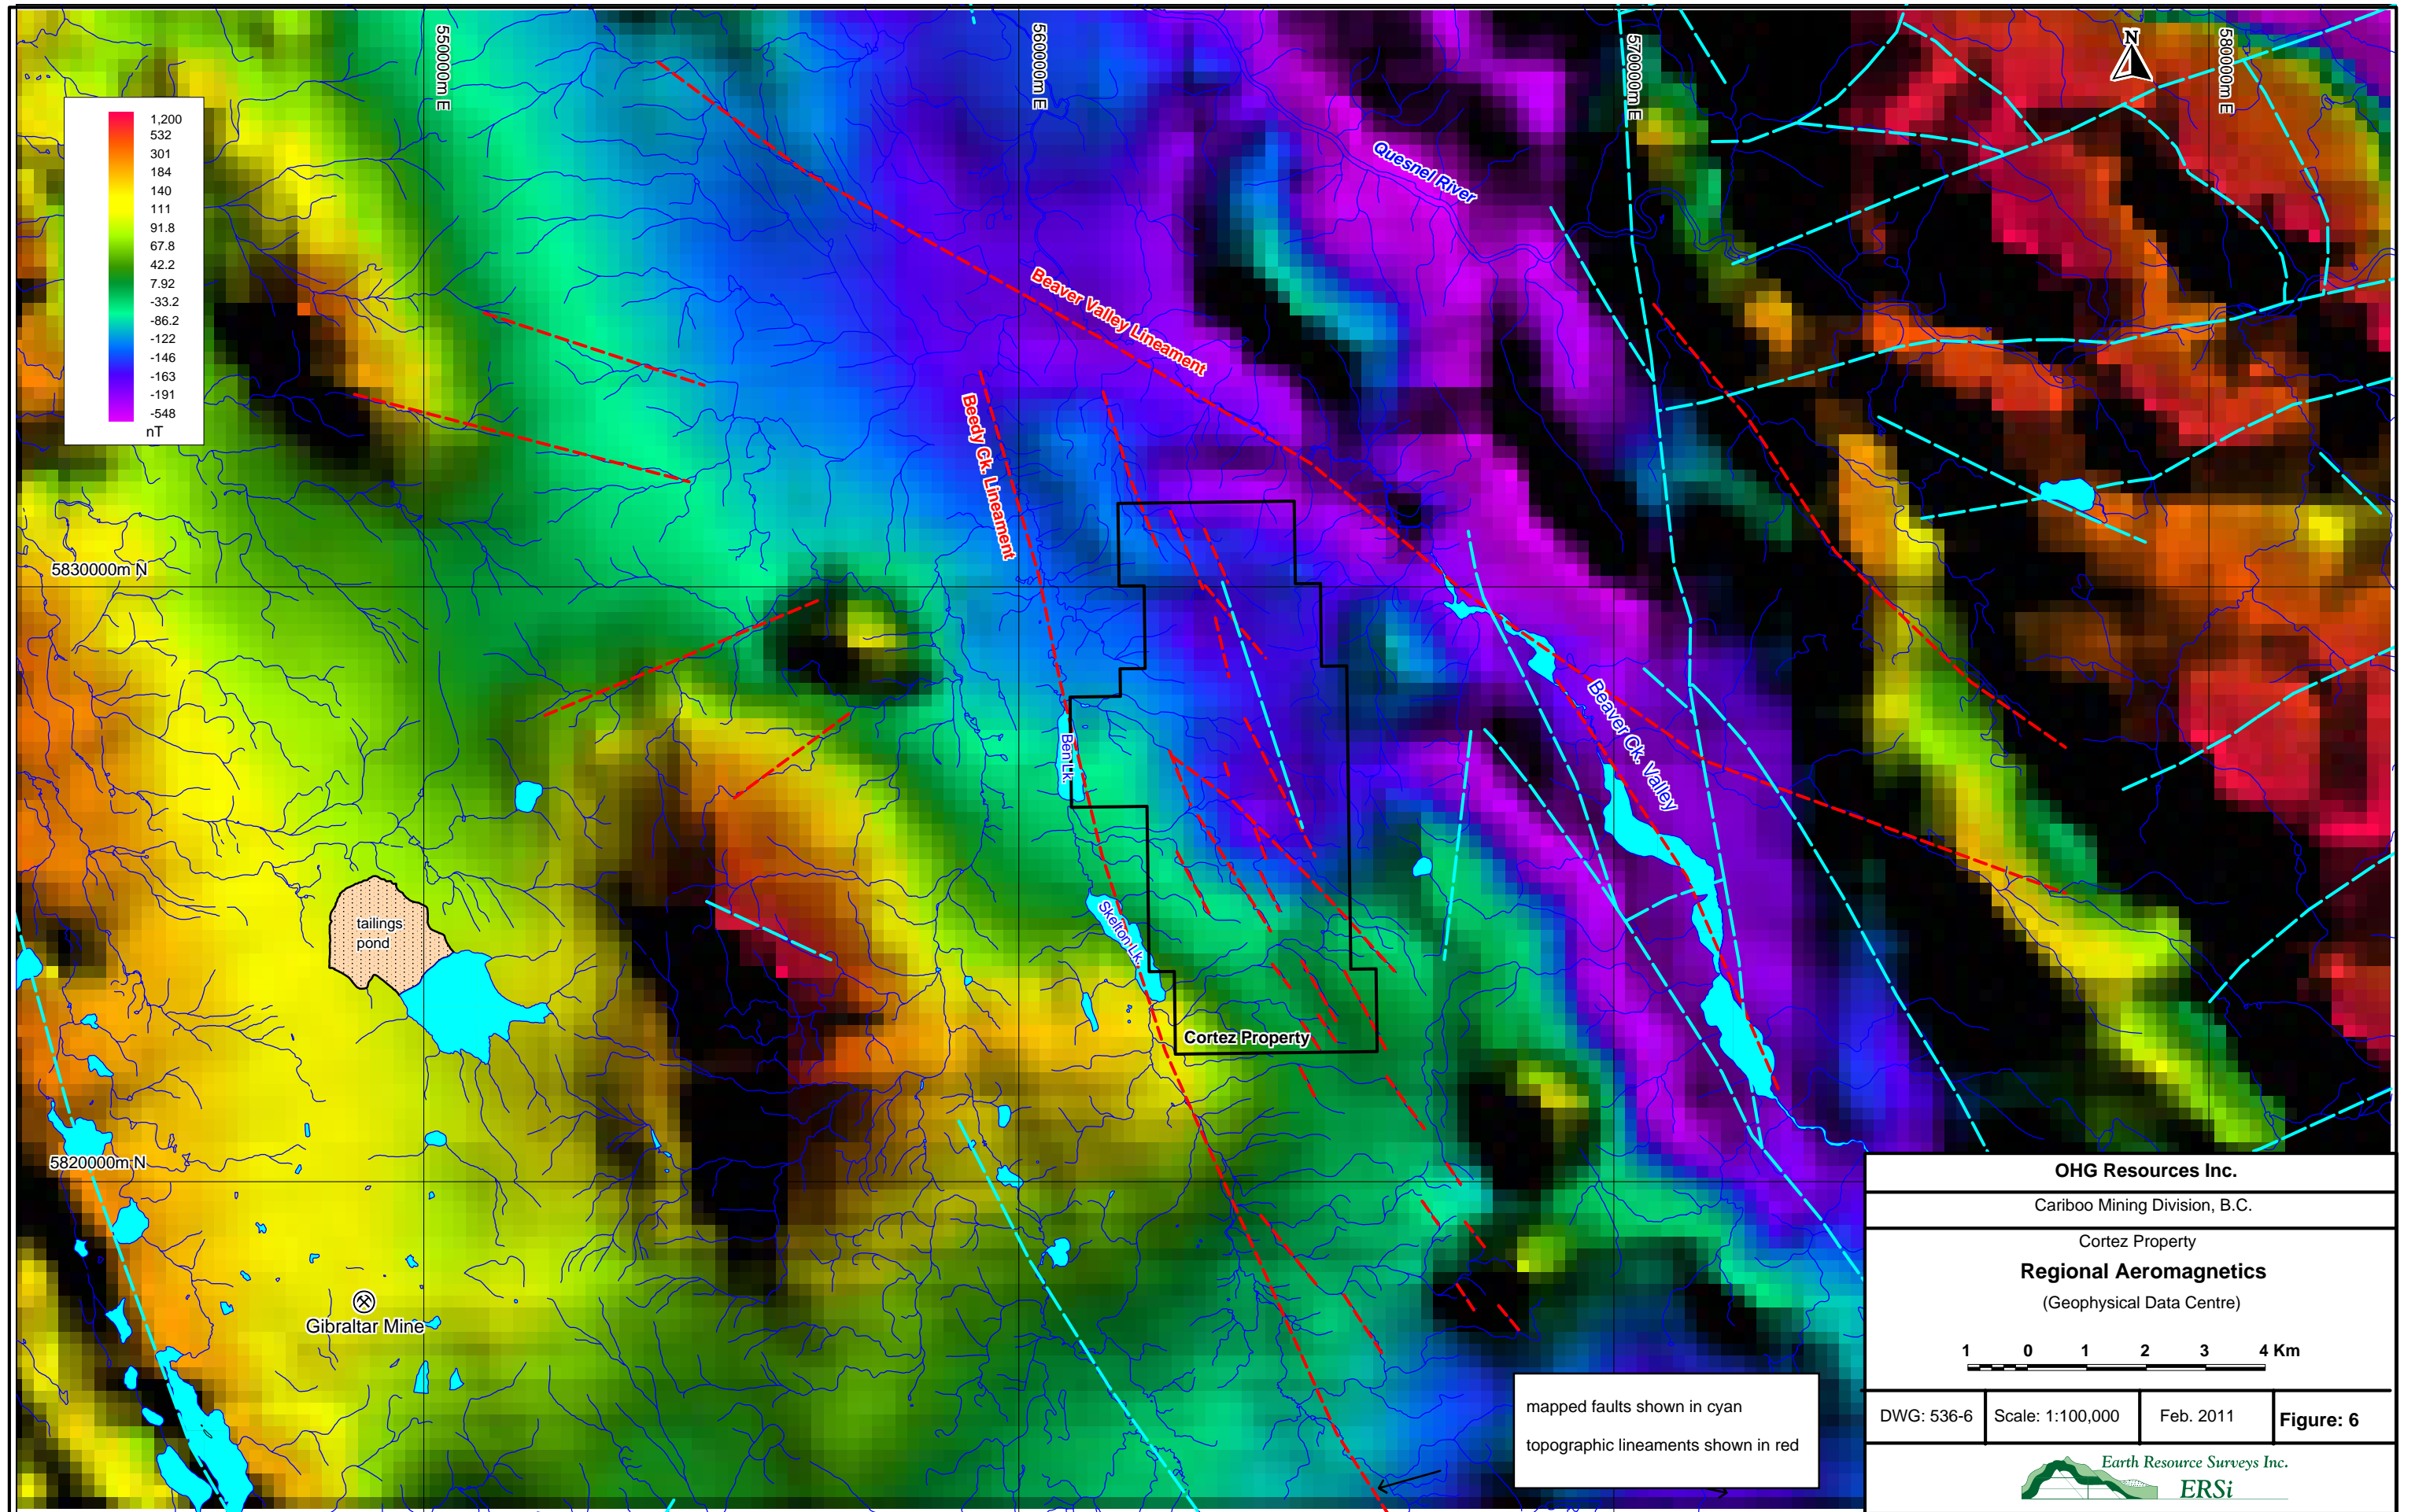 550000m E
560000m E
570000m E
580000m E
N
1,200
532
301
184
140
111
91.8
67.8
42.2
7.92
-33.2
-86.2
-122
-146
-163
-191
-548
nT
Quesnel River
Beaver Valley Lineament
Beedy Ck. Lineament
5830000m N
Ben Lk.
Beaver Ck. Valley
tailings
pond
Skelton Lk.
Cortez Property
5820000m N
Gibraltar Mine
mapped faults shown in cyan
topographic lineaments shown in red
OHG Resources Inc.
Cariboo Mining Division, B.C.
Cortez Property
Regional Aeromagnetics
(Geophysical Data Centre)
1 0 1 2 3 4 Km
DWG: 536-6
Scale: 1:100,000
Feb. 2011
Figure: 6
Earth Resource Surveys Inc.
ERSi